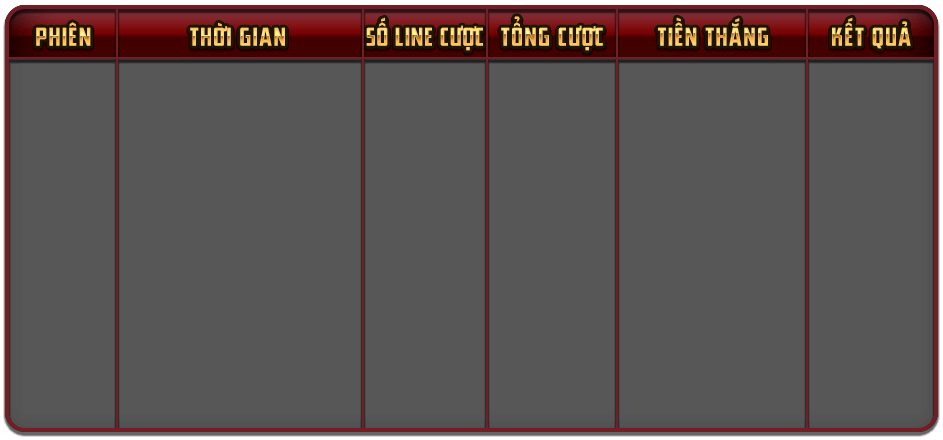 PHIÊN THỜI GIAN SỐ LINE CƯỢC TỔNG CƯỢC TIỀN THẮNG KẾT QUẢ